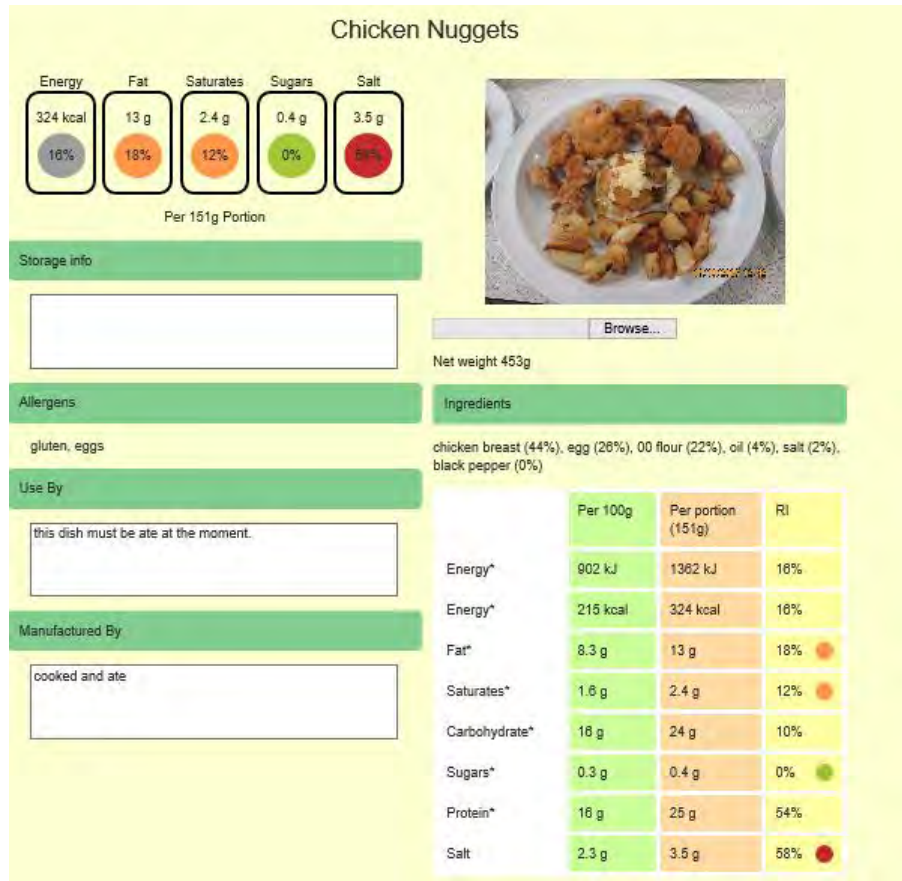 Chicken Nuggets
Energy Fat Saturates Sugars Salt
324 kcal 13 g 2.4 g 0.4 g 3.5 g
16% 18% 12% 0% 58%
Per 151g Portion
Storage info
Allergens
gluten, eggs
Use By
this dish must be ate at the moment.
Manufactured By
cooked and ate
Browse...
Net weight 453g
Ingredients
chicken breast (44%), egg (26%), 00 flour (22%), oil (4%), salt (2%),
black pepper (0%)
Per 100g Per portion RI
(151g)
Energy* 902 kJ 1362 kJ 16%
Energy* 215 kcal 324 kcal 16%
Fat* 8.3 g 13 g 18%
Saturates* 1.6 g 2.4 g 12%
Carbohydrate* 16 g 24 g 10%
Sugars* 0.3 g 0.4 g 0%
Protein* 16 g 25 g 54%
Salt 2.3 g 3.5 g 58%